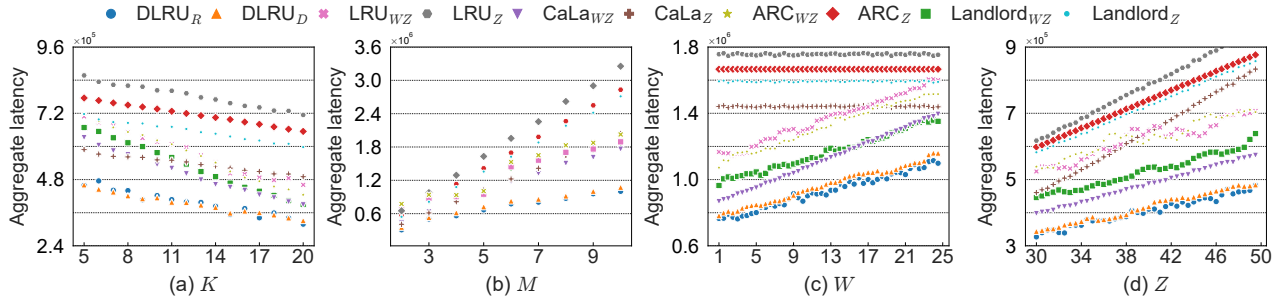 DLRU_R DLRU_D LRU_WZ LRU_Z CaLa_WZ CaLa_Z ARC_WZ ARC_Z Landlord_WZ Landlord_Z
×10^5
9.6
7.2
4.8
2.4
Aggregate latency
5 8 11 14 17 20
(a) K
×10^6
3.6
3.0
2.4
1.8
1.2
0.6
Aggregate latency
3 5 7 9
(b) M
×10^6
1.8
1.4
1.0
0.6
Aggregate latency
1 5 9 13 17 21 25
(c) W
×10^5
9
7
5
3
Aggregate latency
30 34 38 42 46 50
(d) Z